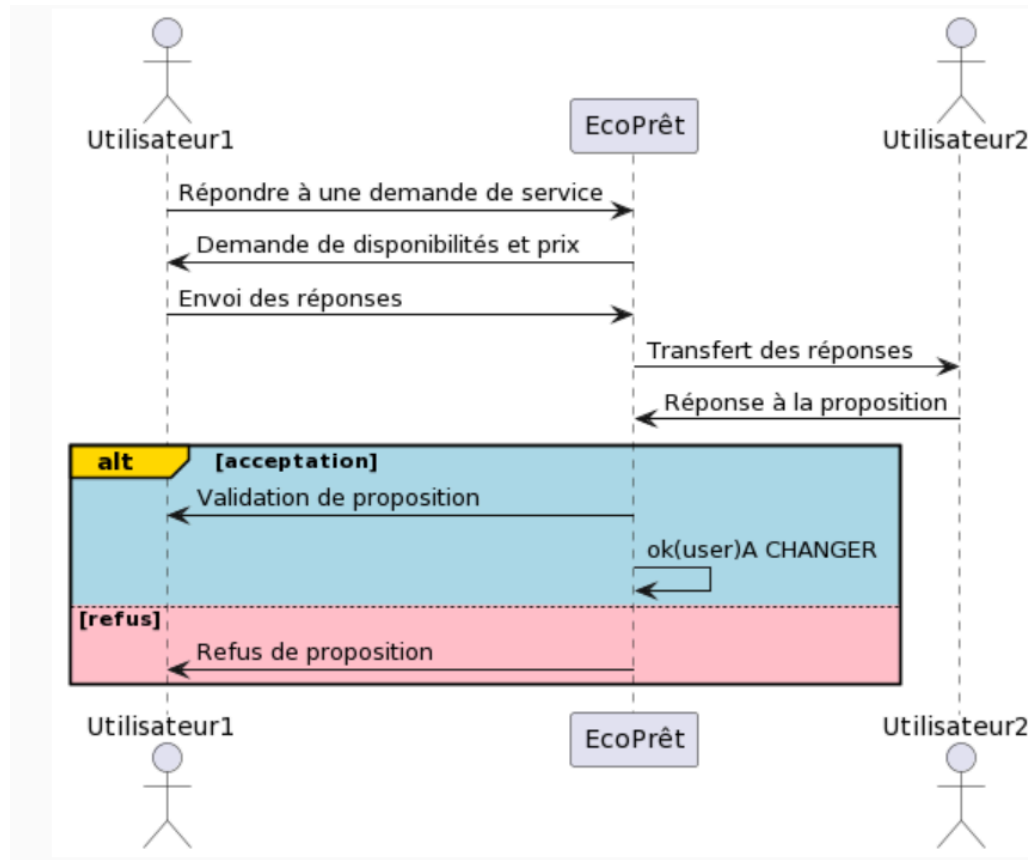 Utilisateur1
EcoPrêt
Utilisateur2
Répondre à une demande de service
Demande de disponibilités et prix
Envoi des réponses
Transfert des réponses
Réponse à la proposition
alt [acceptation]
Validation de proposition
ok(user)A CHANGER
[refus]
Refus de proposition
Utilisateur1
EcoPrêt
Utilisateur2